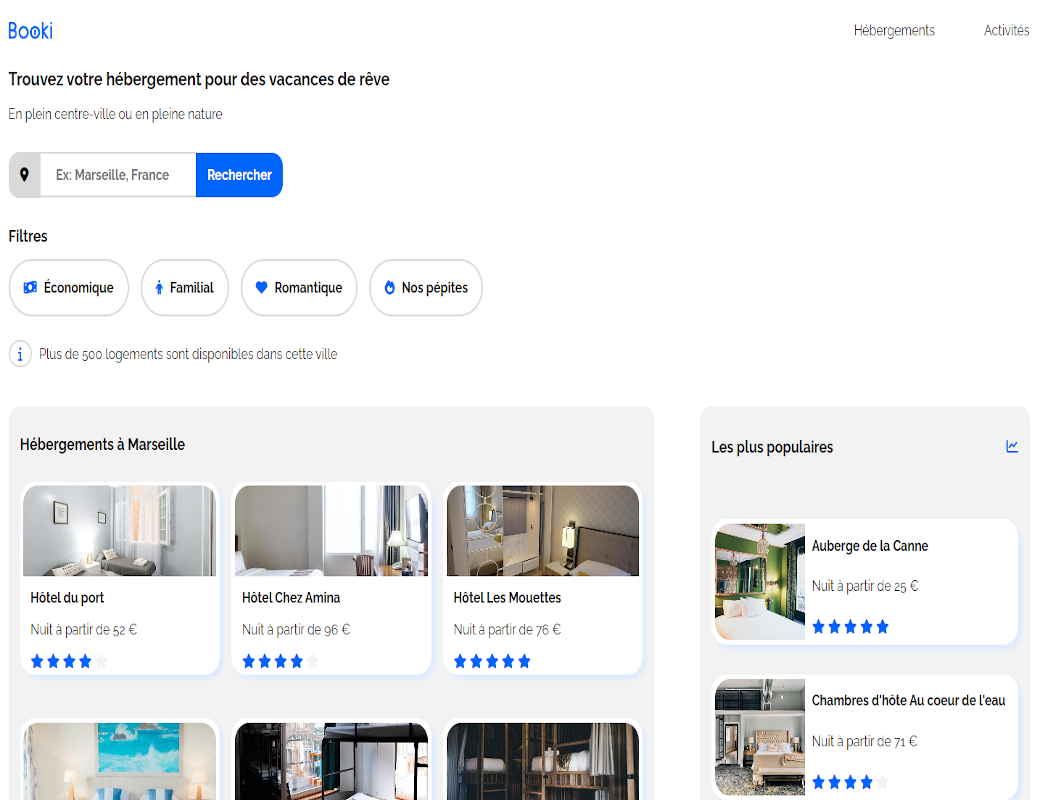 Booki
Hébergements
Activités
Trouvez votre hébergement pour des vacances de rêve
En plein centre-ville ou en pleine nature
Ex: Marseille, France
Rechercher
Filtres
Économique
Familial
Romantique
Nos pépites
Plus de 500 logements sont disponibles dans cette ville
Hébergements à Marseille
Hôtel du port
Nuit à partir de 52 €
Hôtel Chez Amina
Nuit à partir de 96 €
Hôtel Les Mouettes
Nuit à partir de 76 €
Les plus populaires
Auberge de la Canne
Nuit à partir de 25 €
Chambres d'hôte Au coeur de l'eau
Nuit à partir de 71 €